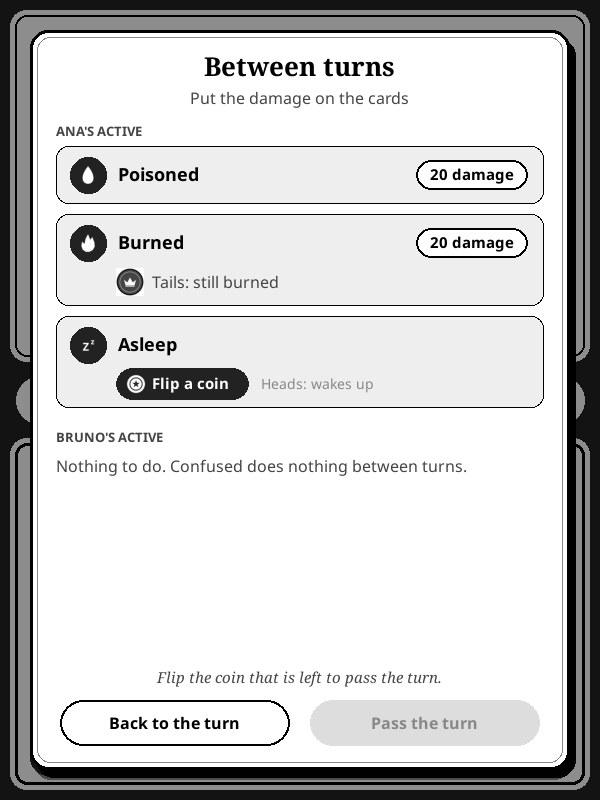 Between turns
Put the damage on the cards
ANA'S ACTIVE
Poisoned
20 damage
Burned
20 damage
Tails: still burned
zz
Asleep
Flip a coin
Heads: wakes up
BRUNO'S ACTIVE
Nothing to do. Confused does nothing between turns.
Flip the coin that is left to pass the turn.
Back to the turn
Pass the turn